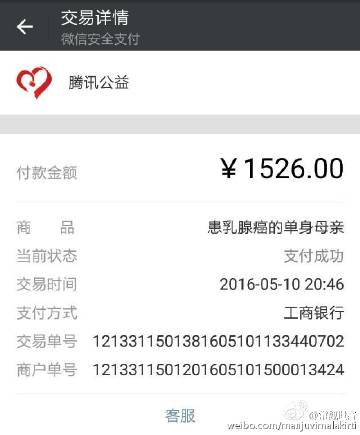 交易详情
微信安全支付
腾讯公益
付款金额 ¥1526.00
商 品 患乳腺癌的单身母亲
当前状态 支付成功
交易时间 2016-05-10 20:46
支付方式 工商银行
交易单号 1213311501381605101133440702
商户单号 1213311501201605101500013424
客服
weibo.com/manjuvimalakirti